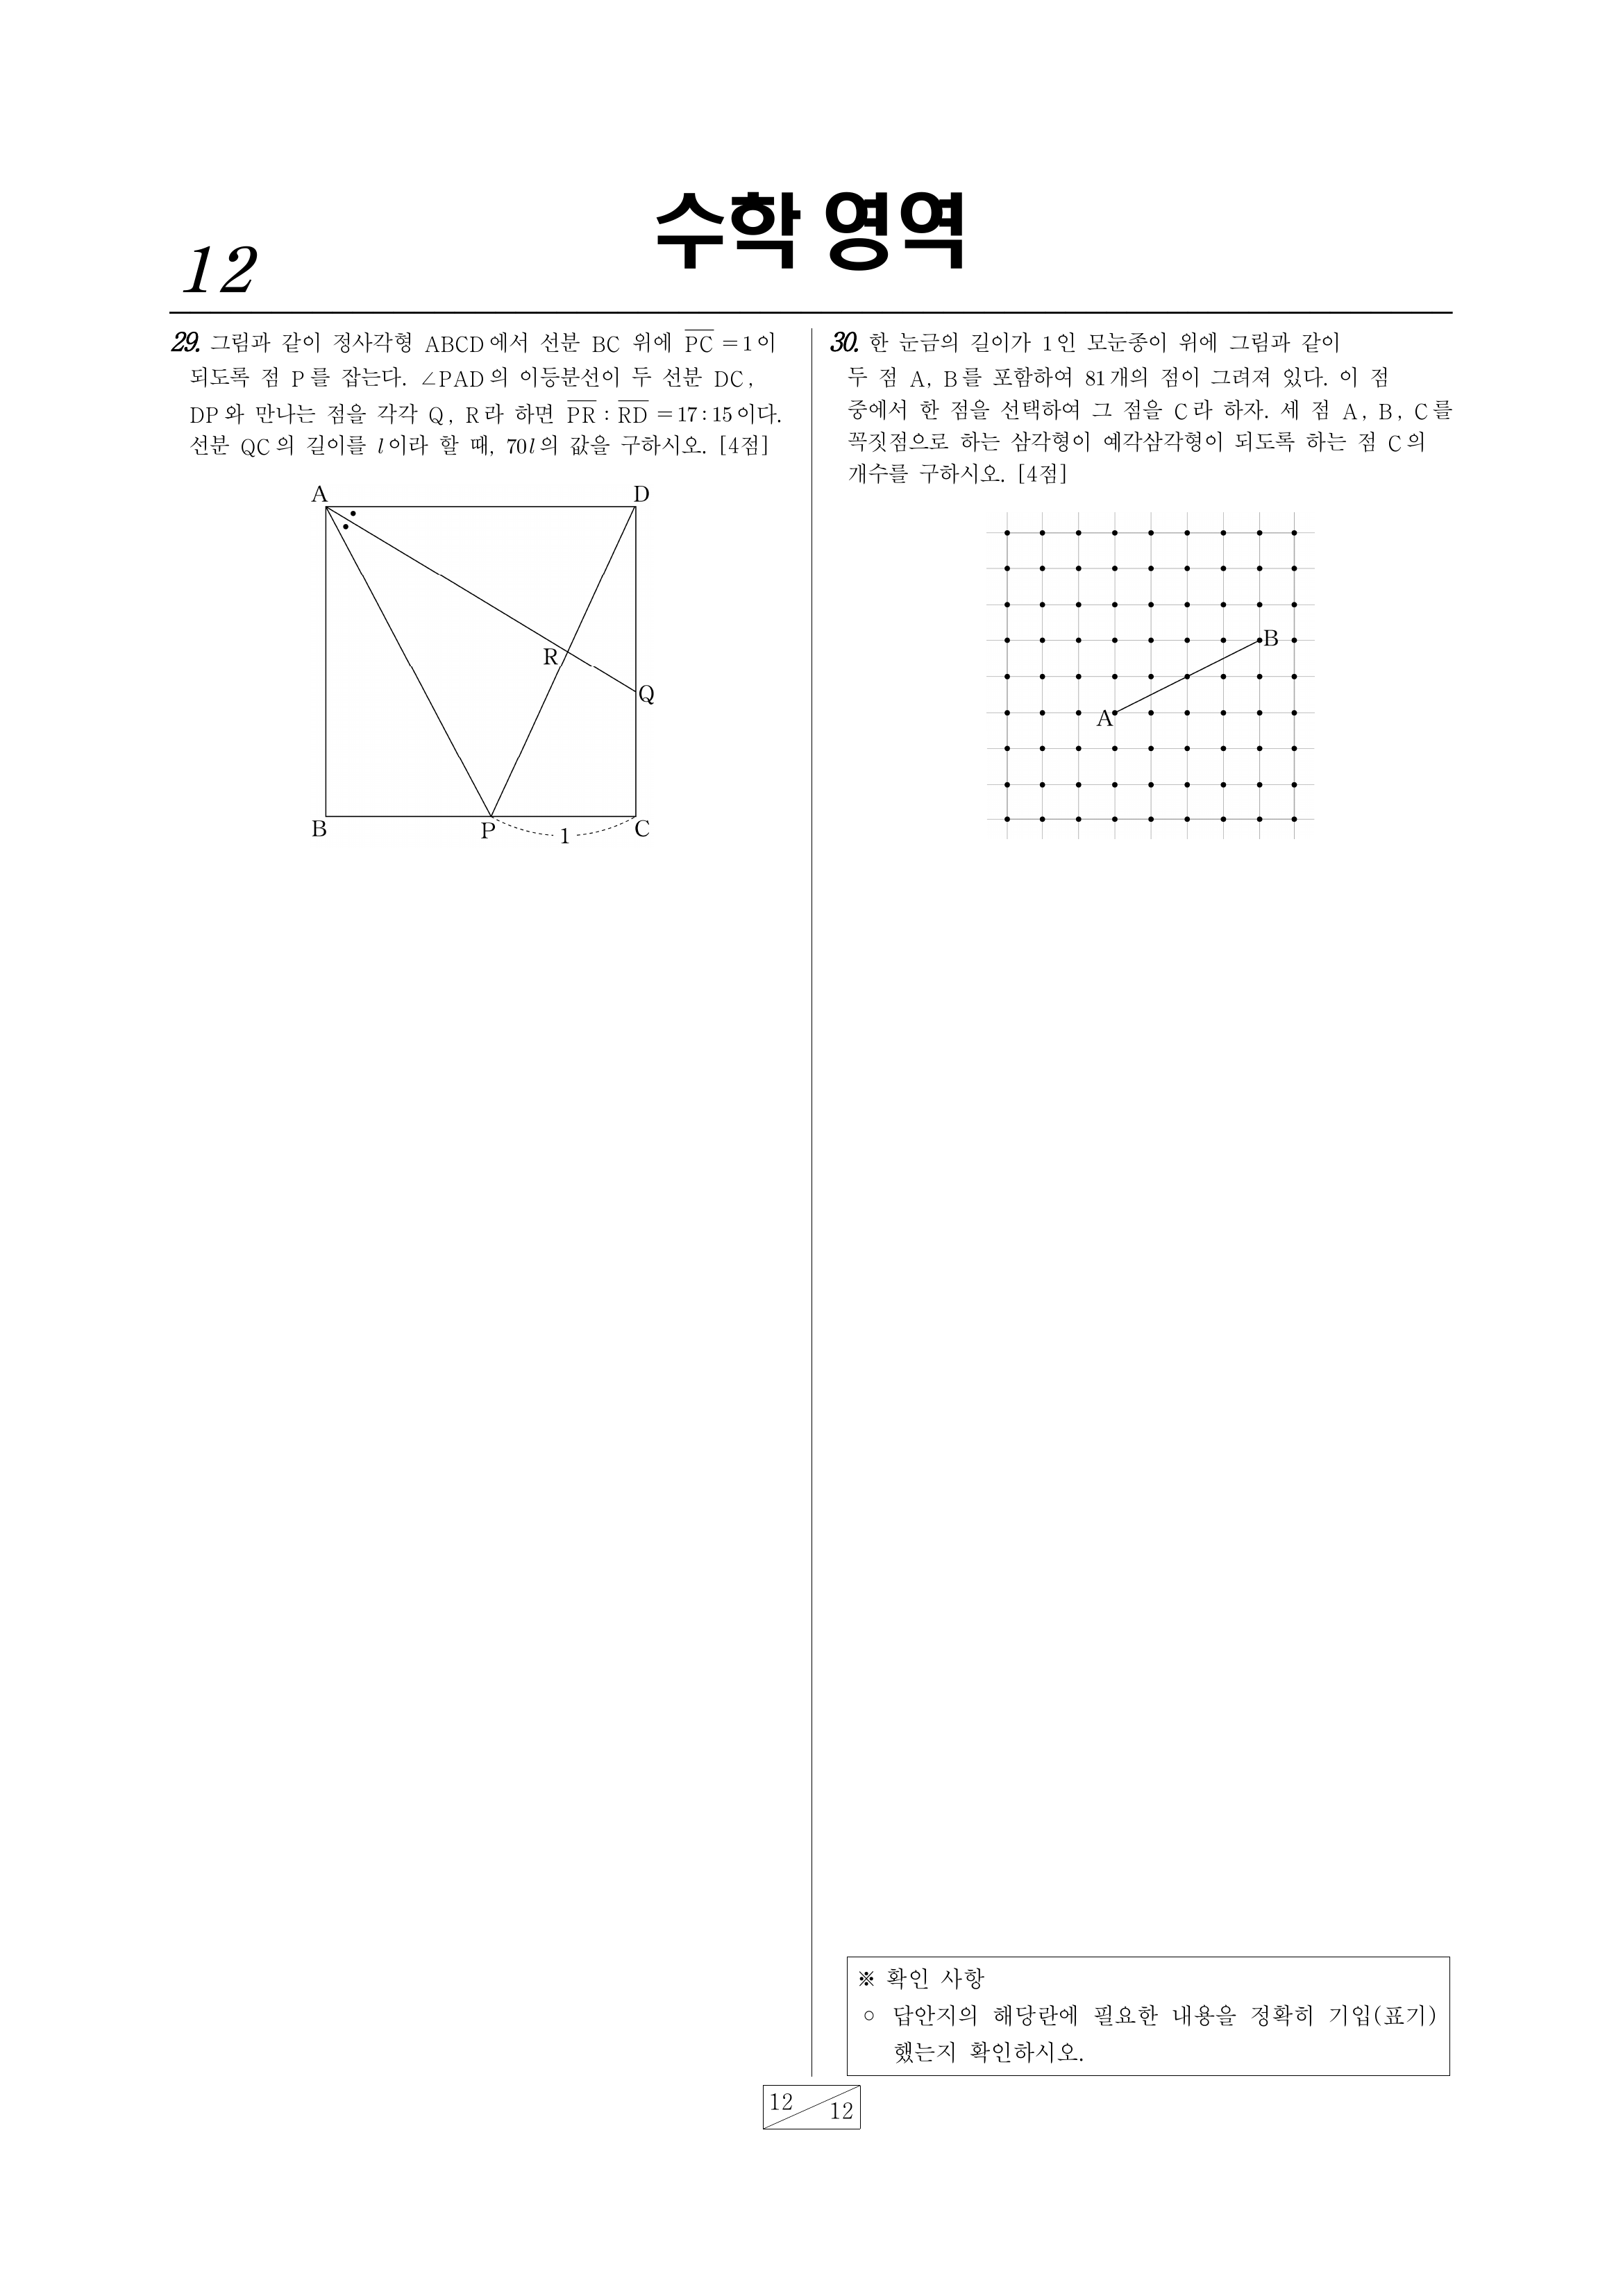 수학 영역
12
29. 그림과 같이 정사각형 ABCD에서 선분 BC 위에 PC = 1이
되도록 점 P를 잡는다. ∠PAD의 이등분선이 두 선분 DC,
DP와 만나는 점을 각각 Q, R라 하면 PR : RD = 17 : 15이다.
선분 QC의 길이를 l이라 할 때, 70l의 값을 구하시오. [4점]
A
D
R
Q
B
P
1
C
30. 한 눈금의 길이가 1인 모눈종이 위에 그림과 같이
두 점 A, B를 포함하여 81개의 점이 그려져 있다. 이 점
중에서 한 점을 선택하여 그 점을 C라 하자. 세 점 A, B, C를
꼭짓점으로 하는 삼각형이 예각삼각형이 되도록 하는 점 C의
개수를 구하시오. [4점]
B
A
※ 확인 사항
○ 답안지의 해당란에 필요한 내용을 정확히 기입(표기)
했는지 확인하시오.
12
12